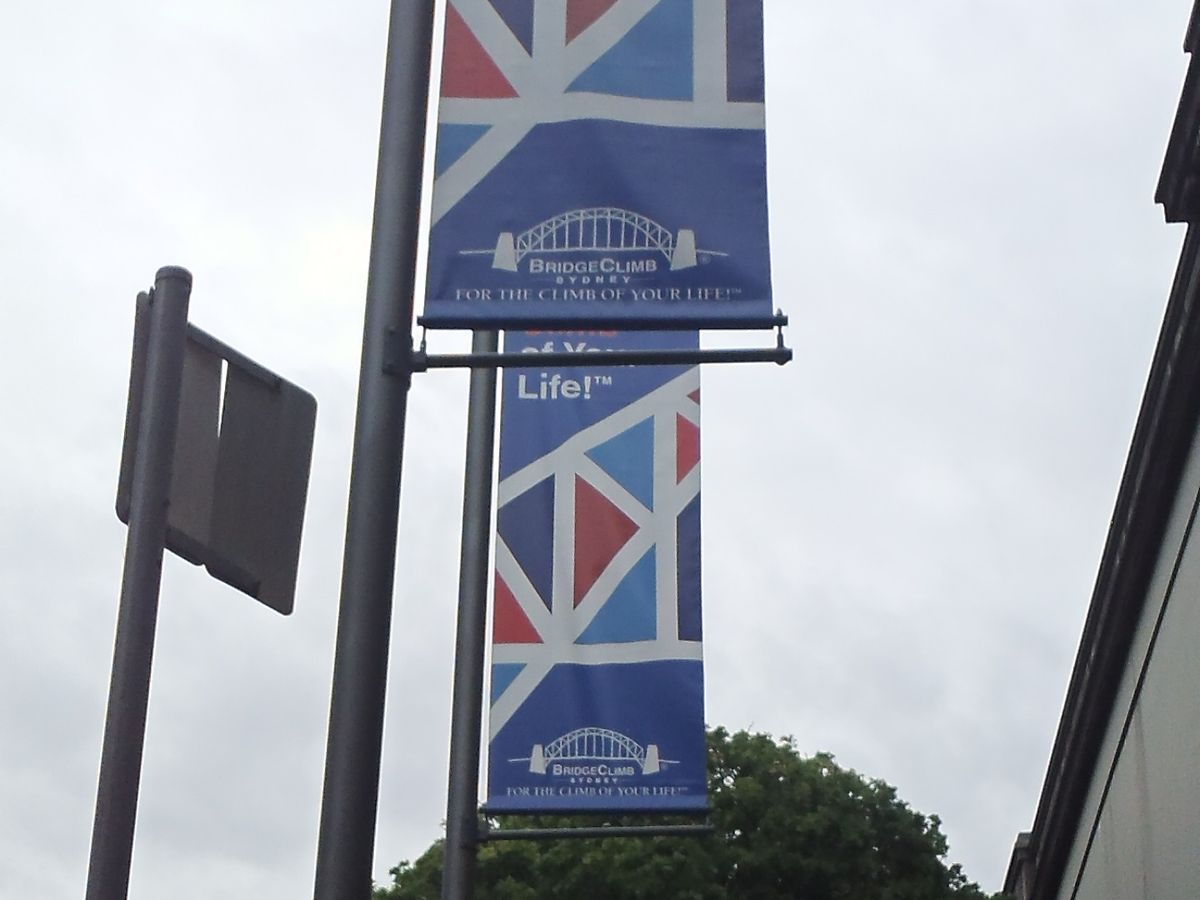 BRIDGECLIMB
SYDNEY
FOR THE CLIMB OF YOUR LIFE!™
of
Life!™
BRIDGECLIMB
SYDNEY
FOR THE CLIMB OF YOUR LIFE!™